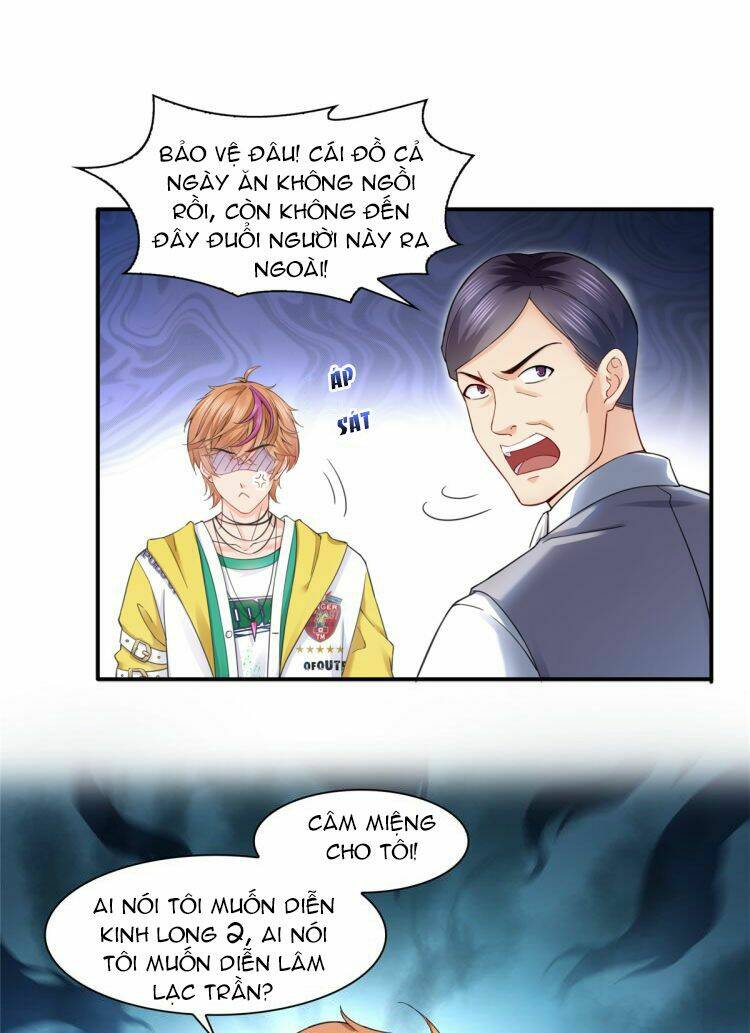 BẢO VỆ ĐÂU! CÁI ĐỒ CẢ
NGÀY ĂN KHÔNG NGỒI
RỒI, CÒN KHÔNG ĐẾN
ĐÂY ĐUỔI NGƯỜI NÀY RA
NGOÀI!
ÁP
SÁT
OFOUTE
CÂM MIỆNG
CHO TÔI!
AI NÓI TÔI MUỐN DIỄN
KINH LONG 2, AI NÓI
TÔI MUỐN DIỄN LÂM
LẠC TRẦN?